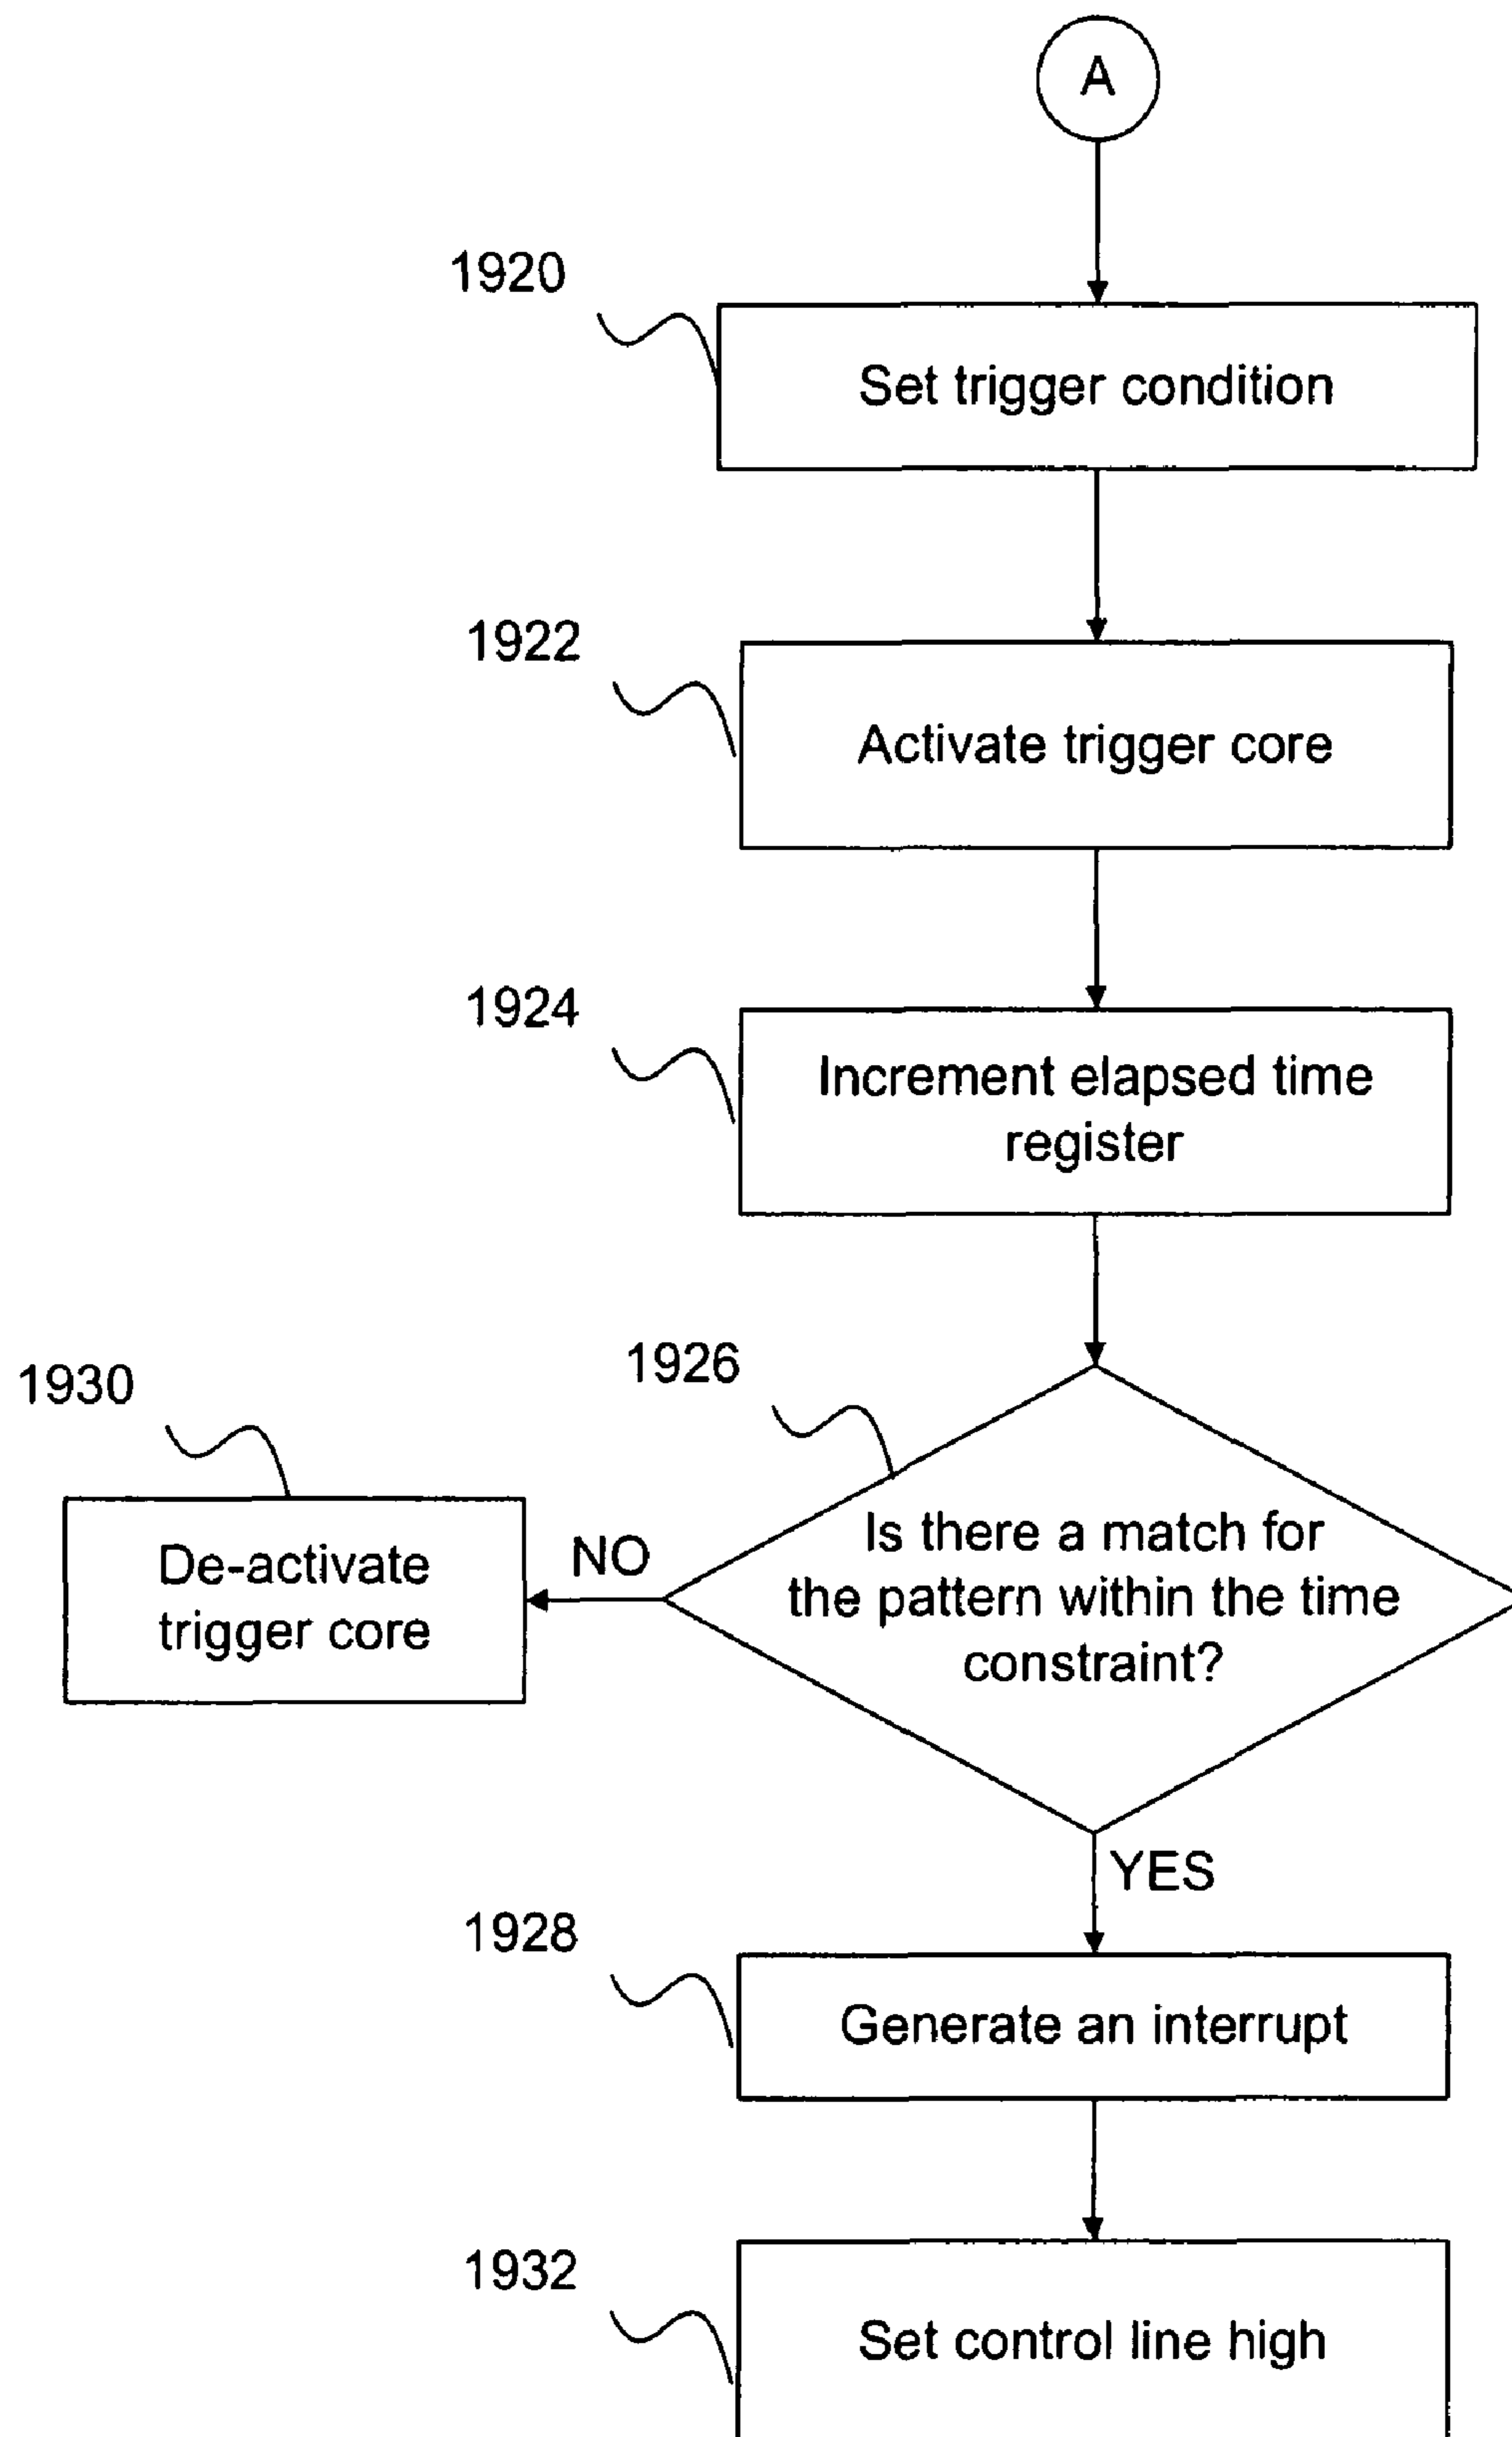 A
1920
Set trigger condition
1922
Activate trigger core
1924
Increment elapsed time
register
1926
1930
Is there a match for
the pattern within the time
constraint?
NO
De-activate
trigger core
YES
1928
Generate an interrupt
1932
Set control line high